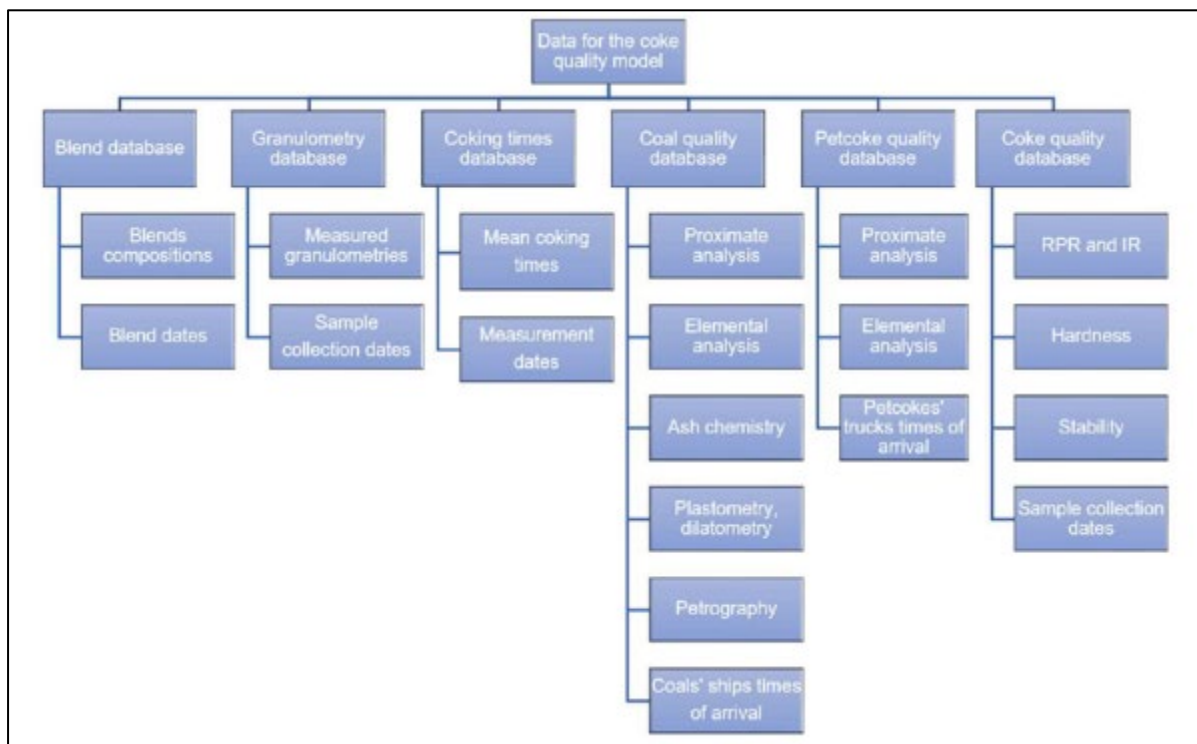 Data for the coke
quality model
Blend database
Granulometry
database
Coking times
database
Coal quality
database
Petcoke quality
database
Coke quality
database
Blends
compositions
Blend dates
Measured
granulometries
Sample
collection dates
Mean coking
times
Measurement
dates
Proximate
analysis
Elemental
analysis
Ash chemistry
Plastometry,
dilatometry
Petrography
Coals' ships times
of arrival
Proximate
analysis
Elemental
analysis
Petcokes'
trucks times of
arrival
RPR and IR
Hardness
Stability
Sample collection
dates